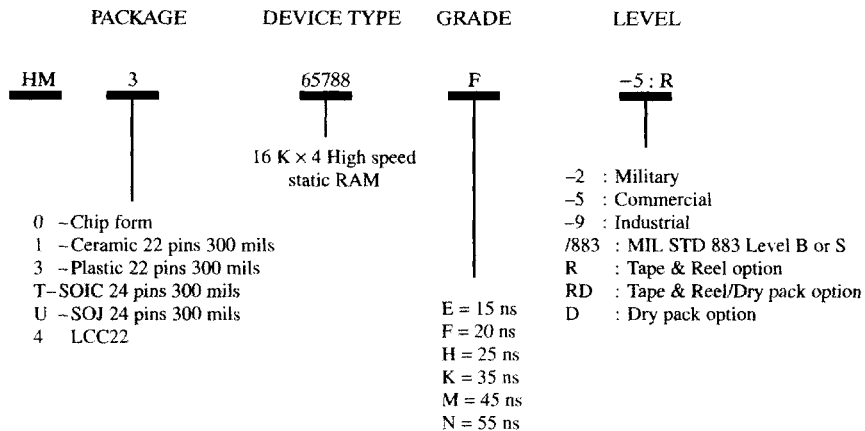 PACKAGE DEVICE TYPE GRADE LEVEL
HM 3 65788 F –5 : R
16 K × 4 High speed
static RAM
0 –Chip form
1 –Ceramic 22 pins 300 mils
3 –Plastic 22 pins 300 mils
T–SOIC 24 pins 300 mils
U –SOJ 24 pins 300 mils
4 LCC22
E = 15 ns
F = 20 ns
H = 25 ns
K = 35 ns
M = 45 ns
N = 55 ns
–2 : Military
–5 : Commercial
–9 : Industrial
/883 : MIL STD 883 Level B or S
R : Tape & Reel option
RD : Tape & Reel/Dry pack option
D : Dry pack option